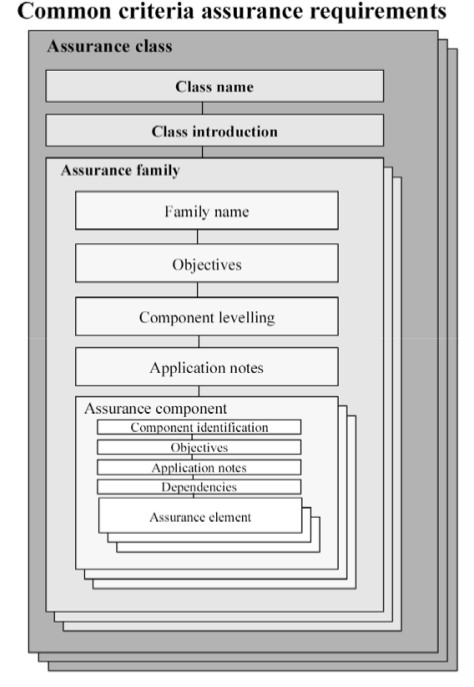 Common criteria assurance requirements
Assurance class
Class name
Class introduction
Assurance family
Family name
Objectives
Component levelling
Application notes
Assurance component
Component identification
Objectives
Application notes
Dependencies
Assurance element